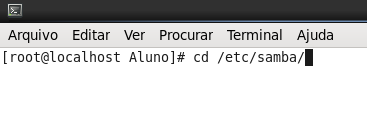 Arquivo Editar Ver Procurar Terminal Ajuda
[root@localhost Aluno]# cd /etc/samba/